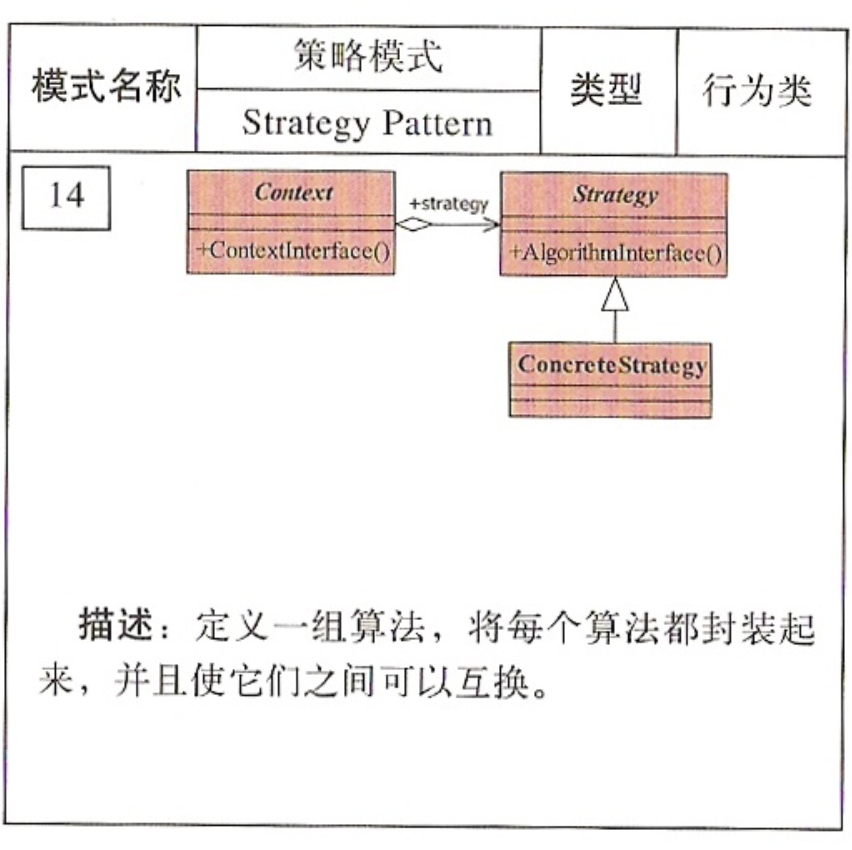 模式名称
策略模式
Strategy Pattern
类型
行为类
14
Context
+ContextInterface()
+strategy
Strategy
+AlgorithmInterface()
ConcreteStrategy
描述：定义一组算法，将每个算法都封装起
来，并且使它们之间可以互换。